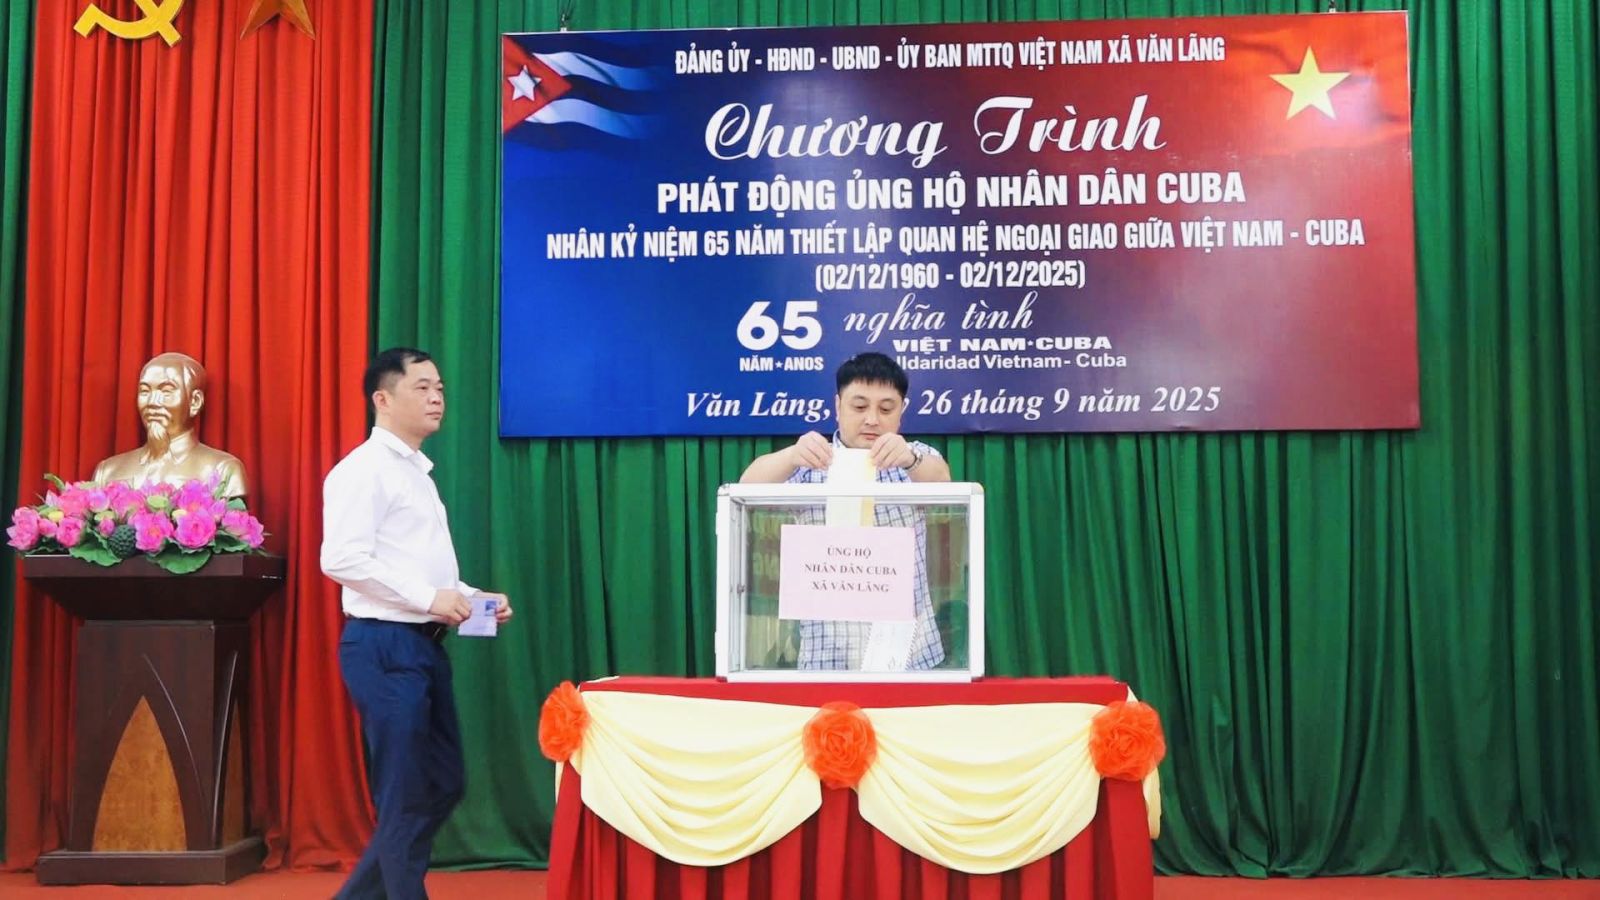 ĐẢNG ỦY - HĐND - UBND - ỦY BAN MTTQ VIỆT NAM XÃ VĂN LÃNG
Chương Trình
PHÁT ĐỘNG ỦNG HỘ NHÂN DÂN CUBA
NHÂN KỶ NIỆM 65 NĂM THIẾT LẬP QUAN HỆ NGOẠI GIAO GIỮA VIỆT NAM - CUBA
(02/12/1960 - 02/12/2025)
65 nghĩa tình
VIỆT NAM★CUBA
NĂM★ANOS Vietnam - Cuba
Văn Lãng, 26 tháng 9 năm 2025
ỦNG HỘ
NHÂN DÂN CUBA
XÃ VĂN LÃNG